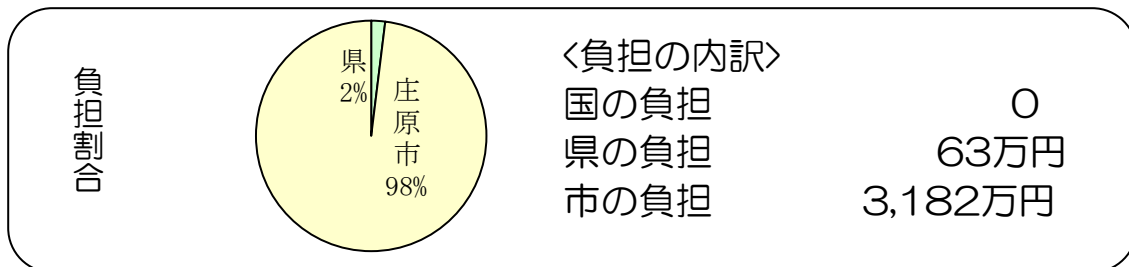 負担割合
県
2%
庄原市
98%
<負担の内訳>
国の負担 0
県の負担 63万円
市の負担 3,182万円